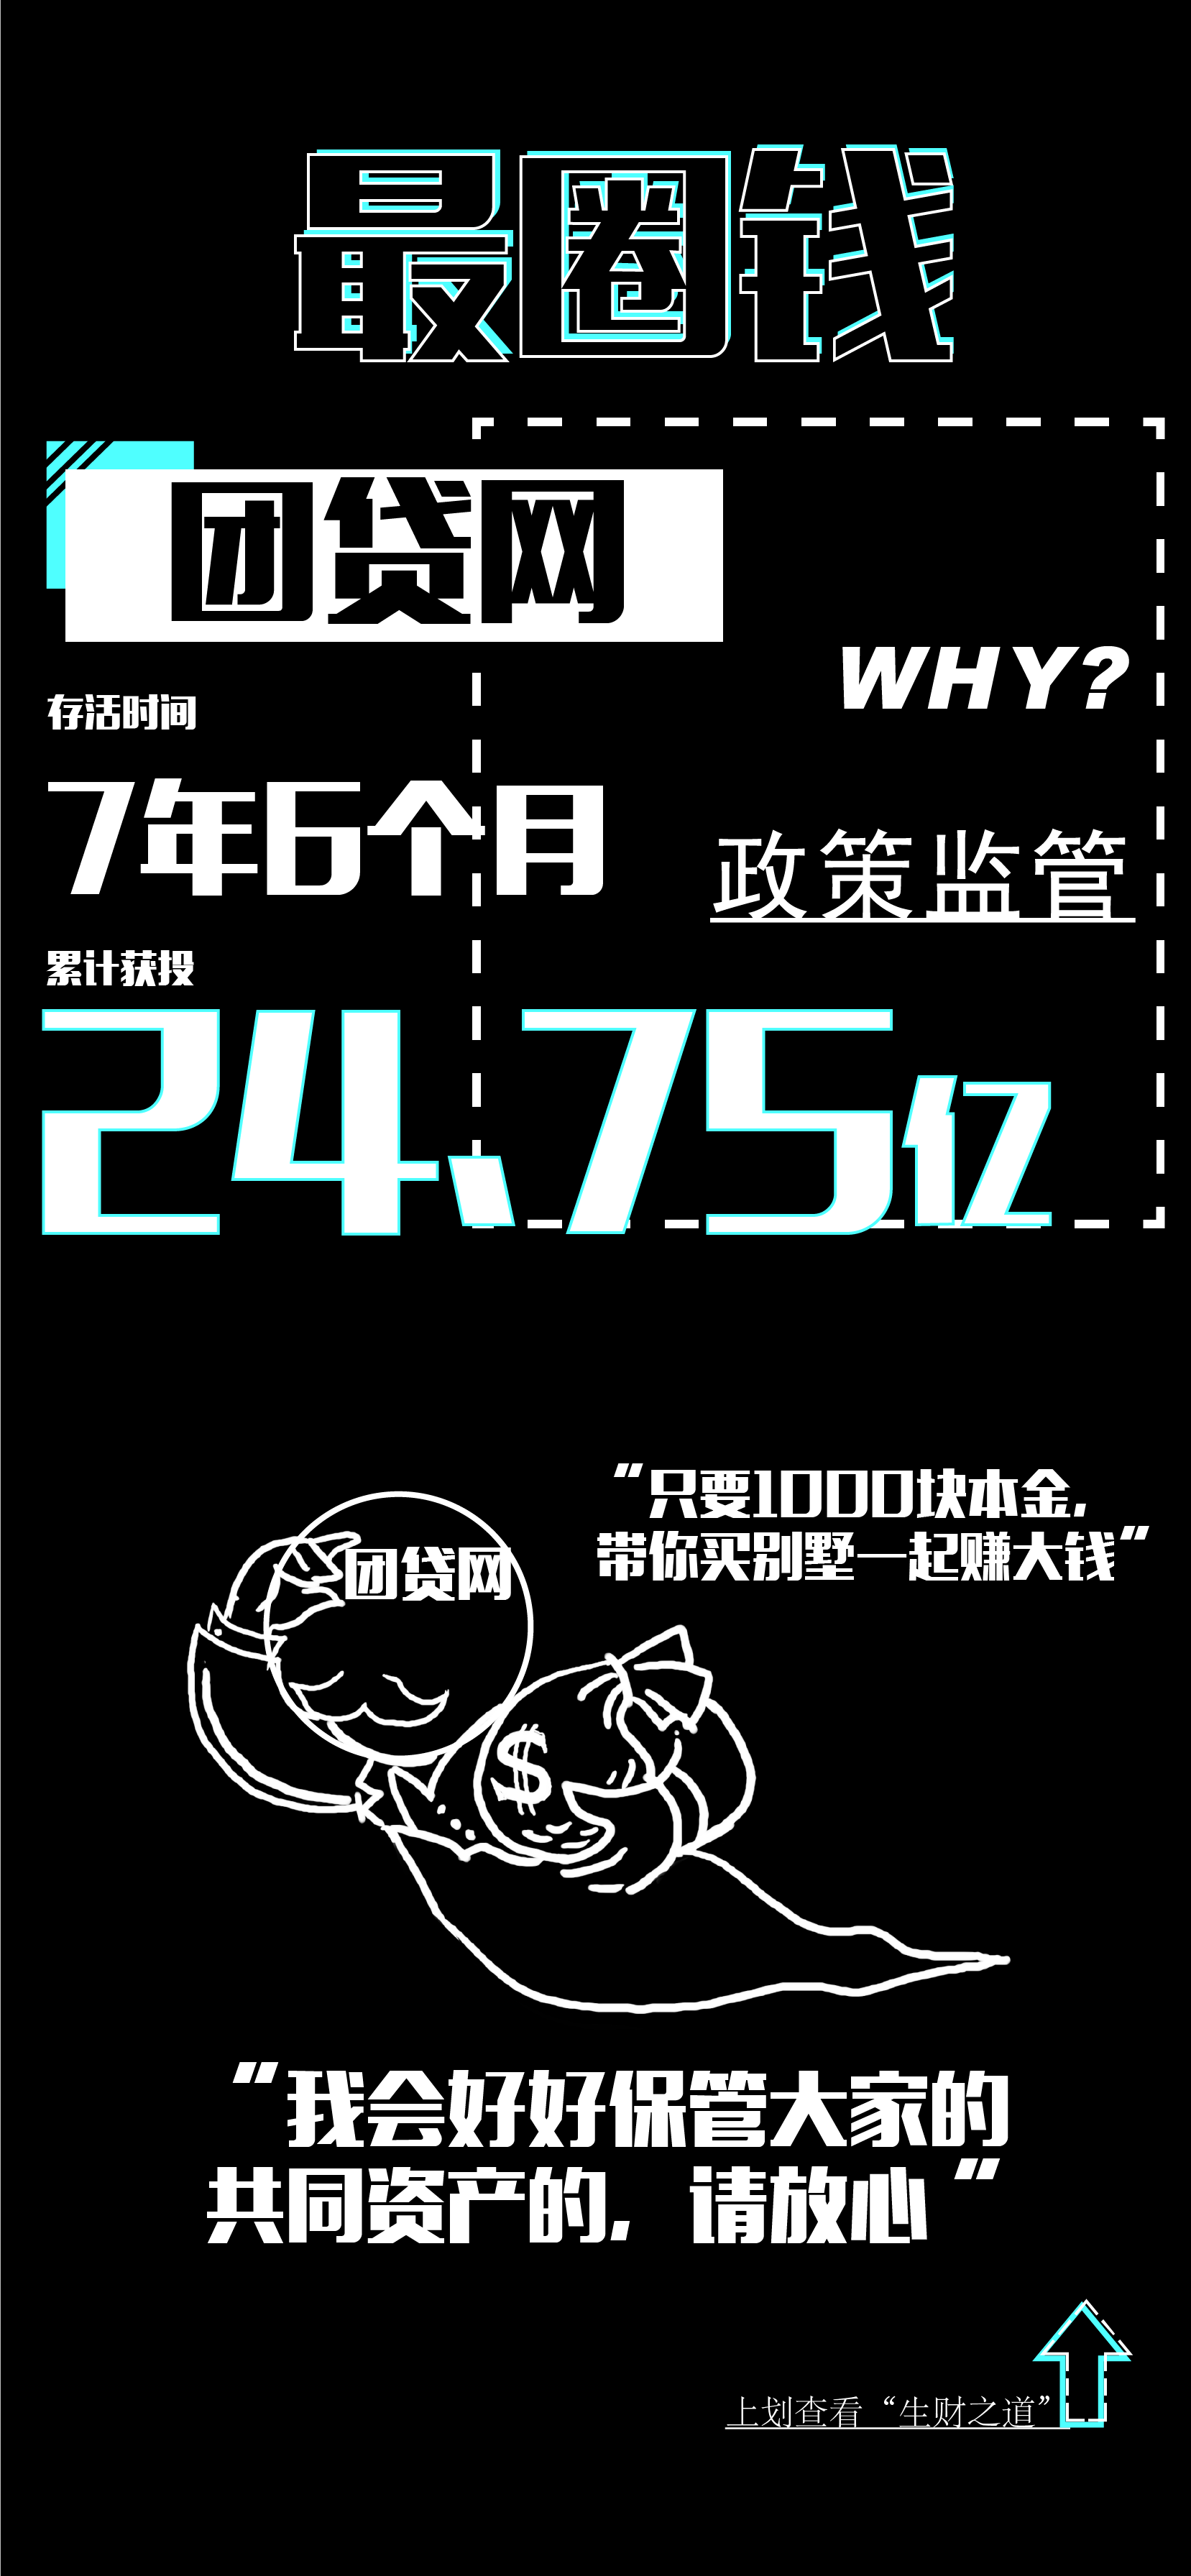 最圈钱
团贷网
WHY?
存活时间
7年6个月
政策监管
累计获投
24、75亿
“只要1000块本金，
带你买别墅一起赚大钱”
团贷网
$
“我会好好保管大家的
共同资产的，请放心”
上划查看“生财之道”